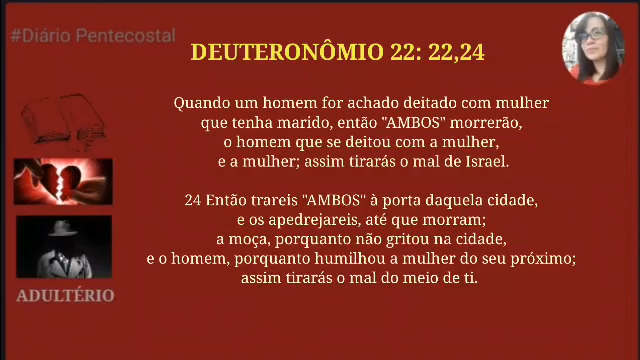 #Diário Pentecostal
DEUTERONÔMIO 22: 22,24
Quando um homem for achado deitado com mulher
que tenha marido, então "AMBOS" morrerão,
o homem que se deitou com a mulher,
e a mulher; assim tirarás o mal de Israel.
24 Então trareis "AMBOS" à porta daquela cidade,
e os apedrejareis, até que morram;
a moça, porquanto não gritou na cidade,
e o homem, porquanto humilhou a mulher do seu próximo;
assim tirarás o mal do meio de ti.
ADULTÉRIO